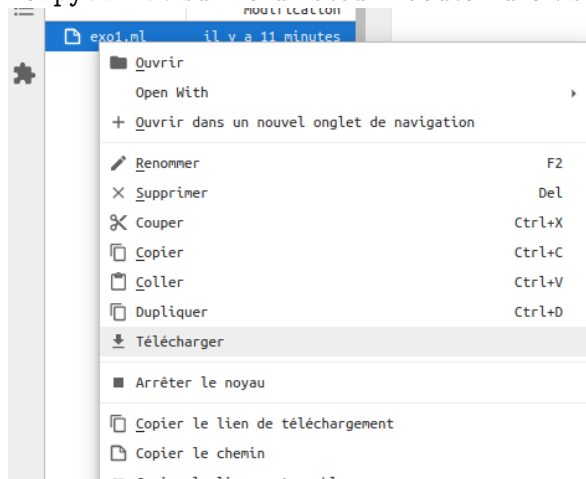 Modification
exo1.ml il y a 11 minutes
Ouvrir
Open With
Ouvrir dans un nouvel onglet de navigation
Renommer F2
Supprimer Del
Couper Ctrl+X
Copier Ctrl+C
Coller Ctrl+V
Dupliquer Ctrl+D
Télécharger
Arrêter le noyau
Copier le lien de téléchargement
Copier le chemin